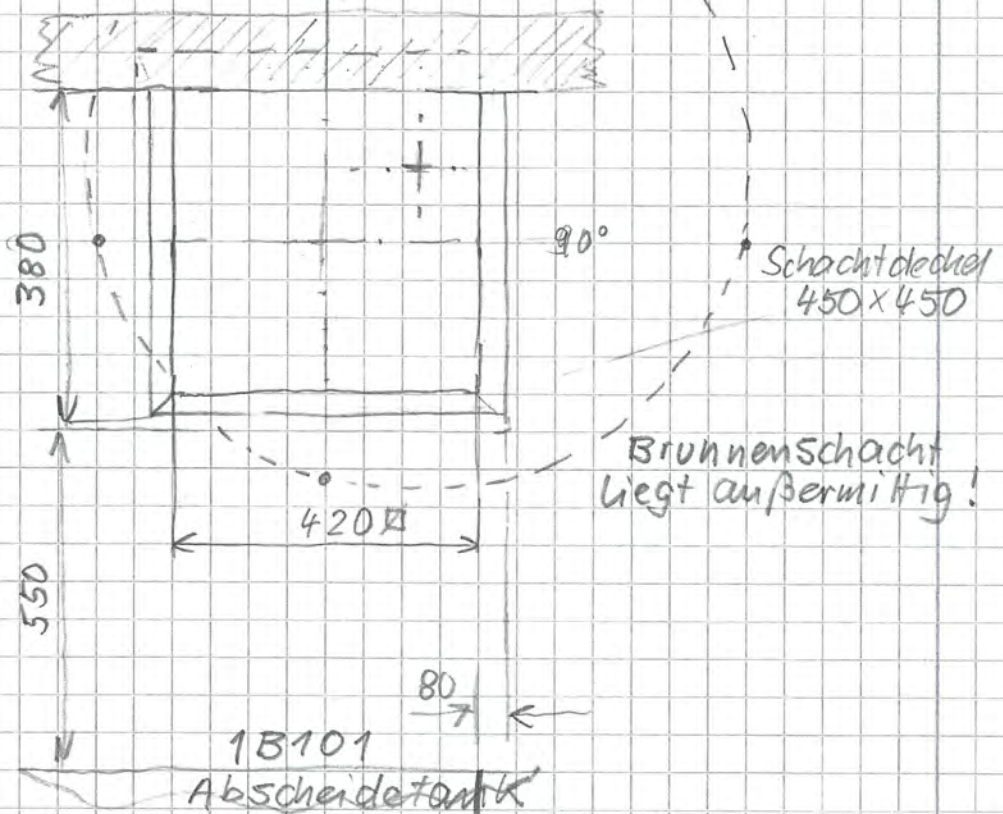 90°
Schachtdeckel
450×450
380
Brunnenschacht
liegt außermittig!
420
550
80
1B101
Abscheidetank